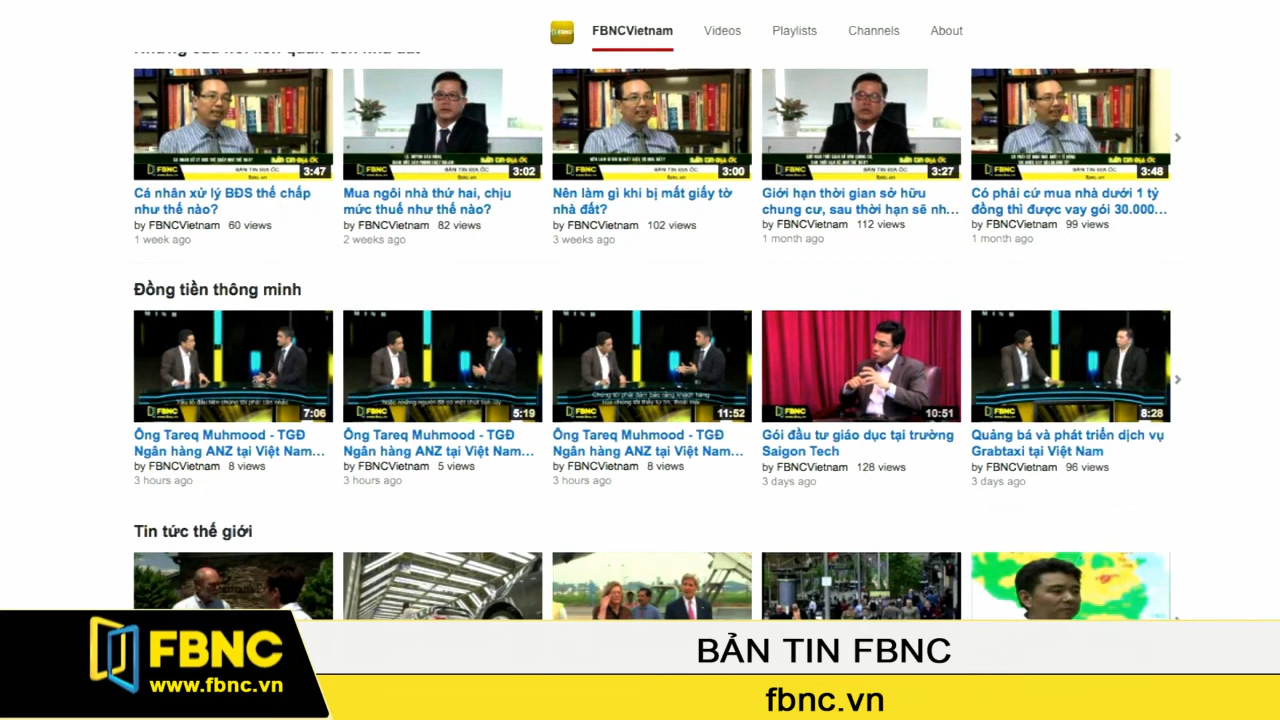 FBNCVietnam Videos Playlists Channels About
3:47 3:02 3:00 3:27 3:48
Cá nhân xử lý BĐS thế chấp
như thế nào?
by FBNCVietnam 60 views
1 week ago
Mua ngôi nhà thứ hai, chịu
mức thuế như thế nào?
by FBNCVietnam 82 views
2 weeks ago
Nên làm gì khi bị mất giấy tờ
nhà đất?
by FBNCVietnam 102 views
3 weeks ago
Giới hạn thời gian sở hữu
chung cư, sau thời hạn sẽ nh...
by FBNCVietnam 112 views
1 month ago
Có phải cứ mua nhà dưới 1 tỷ
đồng thì được vay gói 30.000...
by FBNCVietnam 99 views
1 month ago
Đồng tiền thông minh
7:06 5:19 11:52 10:51 8:28
Ông Tareq Muhmood - TGĐ
Ngân hàng ANZ tại Việt Nam...
by FBNCVietnam 8 views
3 hours ago
Ông Tareq Muhmood - TGĐ
Ngân hàng ANZ tại Việt Nam...
by FBNCVietnam 5 views
3 hours ago
Ông Tareq Muhmood - TGĐ
Ngân hàng ANZ tại Việt Nam...
by FBNCVietnam 8 views
3 hours ago
Gói đầu tư giáo dục tại trường
Saigon Tech
by FBNCVietnam 128 views
3 days ago
Quảng bá và phát triển dịch vụ
Grabtaxi tại Việt Nam
by FBNCVietnam 96 views
3 days ago
Tin tức thế giới
FBNC
www.fbnc.vn
BẢN TIN FBNC
fbnc.vn